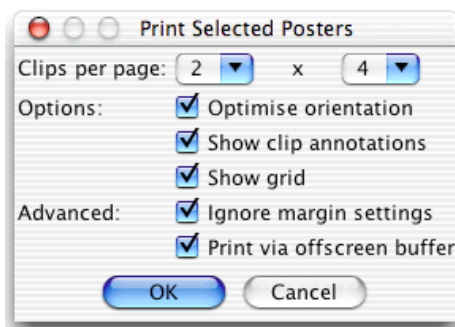 Print Selected Posters
Clips per page: 2 x 4
Options: Optimise orientation
Show clip annotations
Show grid
Advanced: Ignore margin settings
Print via offscreen buffer
OK Cancel